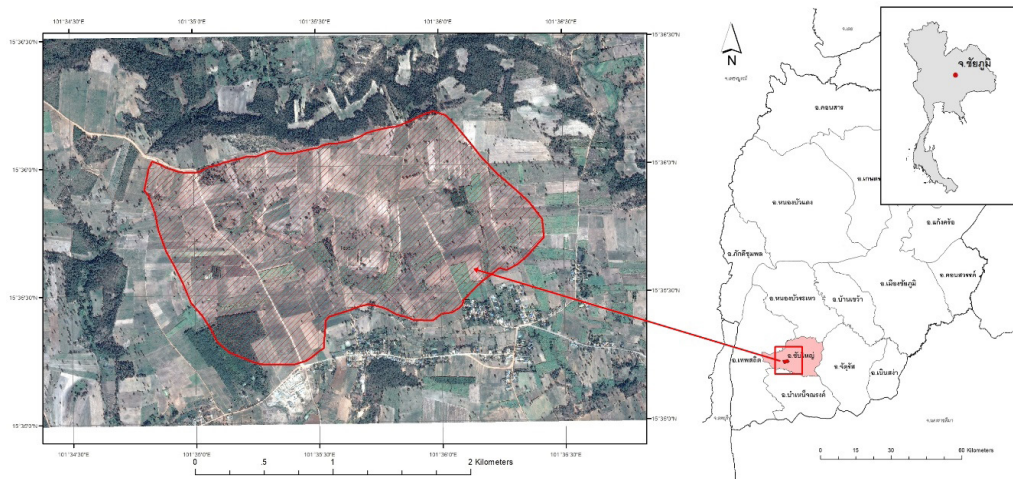 101°34'30"E
101°35'0"E
101°35'30"E
101°36'0"E
101°36'30"E
15°36'30"N
15°36'30"N
15°36'0"N
15°36'0"N
15°35'30"N
15°35'30"N
15°35'0"N
15°35'0"N
101°34'30"E
101°35'0"E
101°35'30"E
101°36'0"E
101°36'30"E
0 .5 1 2 Kilometers
N
จ.ชัยภูมิ
อ.คอนสาร
อ.หนองบัวแดง
อ.แก้งคร้อ
อ.ภักดีชุมพล
อ.คอนสวรรค์
อ.เมืองชัยภูมิ
อ.หนองบัวระเหว
อ.บ้านเขว้า
อ.ซับใหญ่
อ.เทพสถิต
อ.จัตุรัส
อ.เนินสง่า
อ.บำเหน็จณรงค์
จ.นครราชสีมา
0 15 30 60 Kilometers